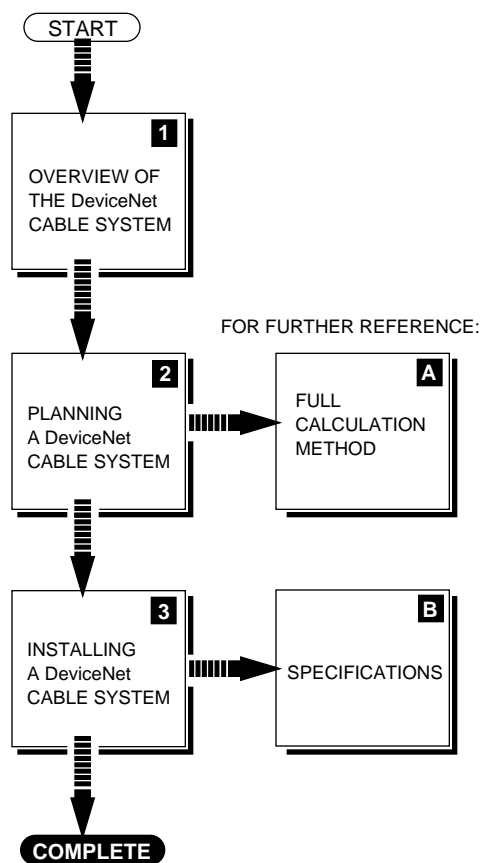 START
1
OVERVIEW OF
THE DeviceNet
CABLE SYSTEM
FOR FURTHER REFERENCE:
2
PLANNING
A DeviceNet
CABLE SYSTEM
A
FULL
CALCULATION
METHOD
3
INSTALLING
A DeviceNet
CABLE SYSTEM
B
SPECIFICATIONS
COMPLETE